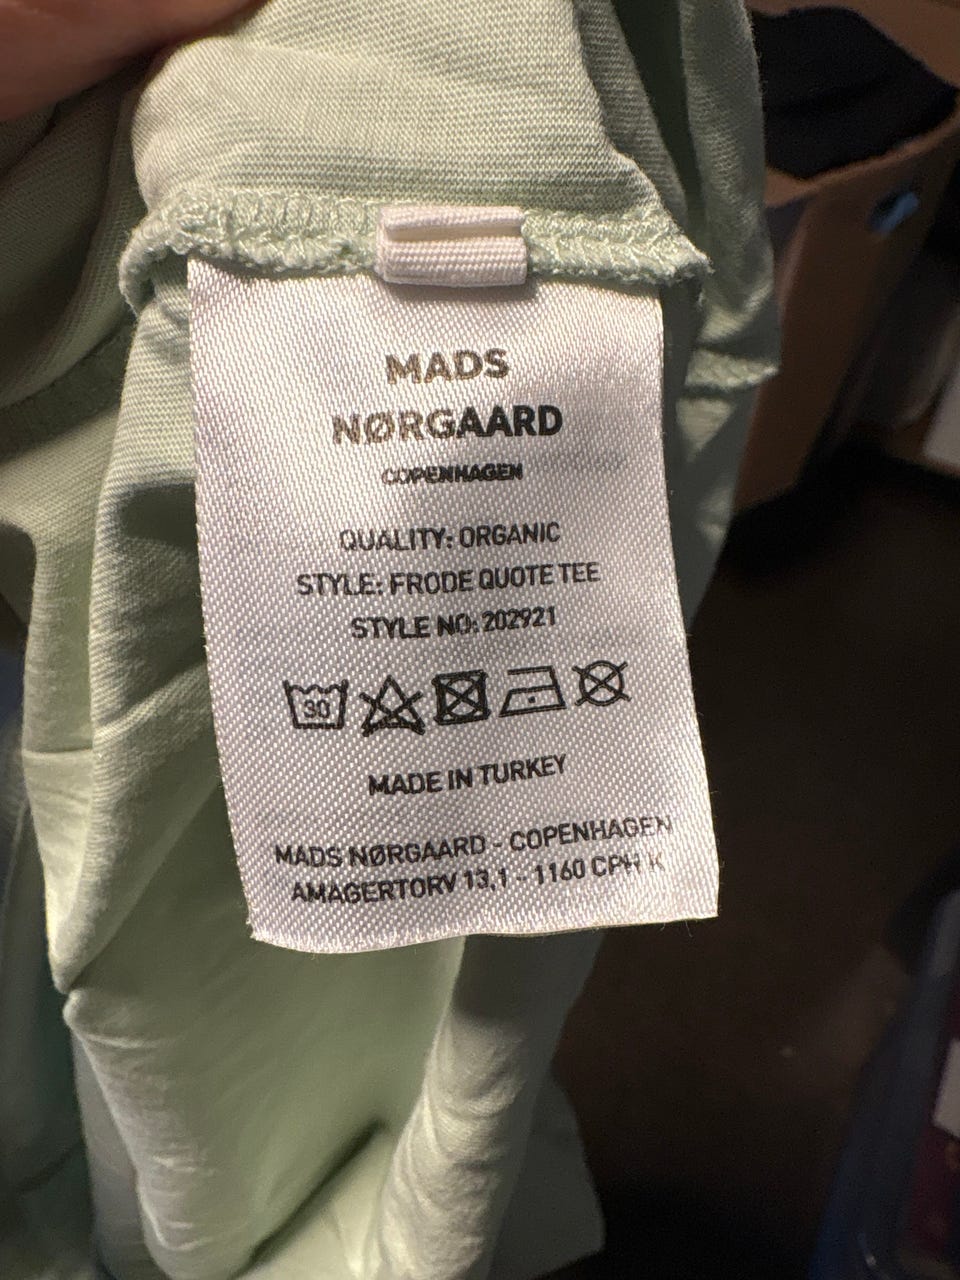 MADS
NØRGAARD
COPENHAGEN
QUALITY: ORGANIC
STYLE: FRODE QUOTE TEE
STYLE NO: 202921
30
MADE IN TURKEY
MADS NØRGAARD - COPENHAGEN
AMAGERTORV 13,1 - 1160 CPH K